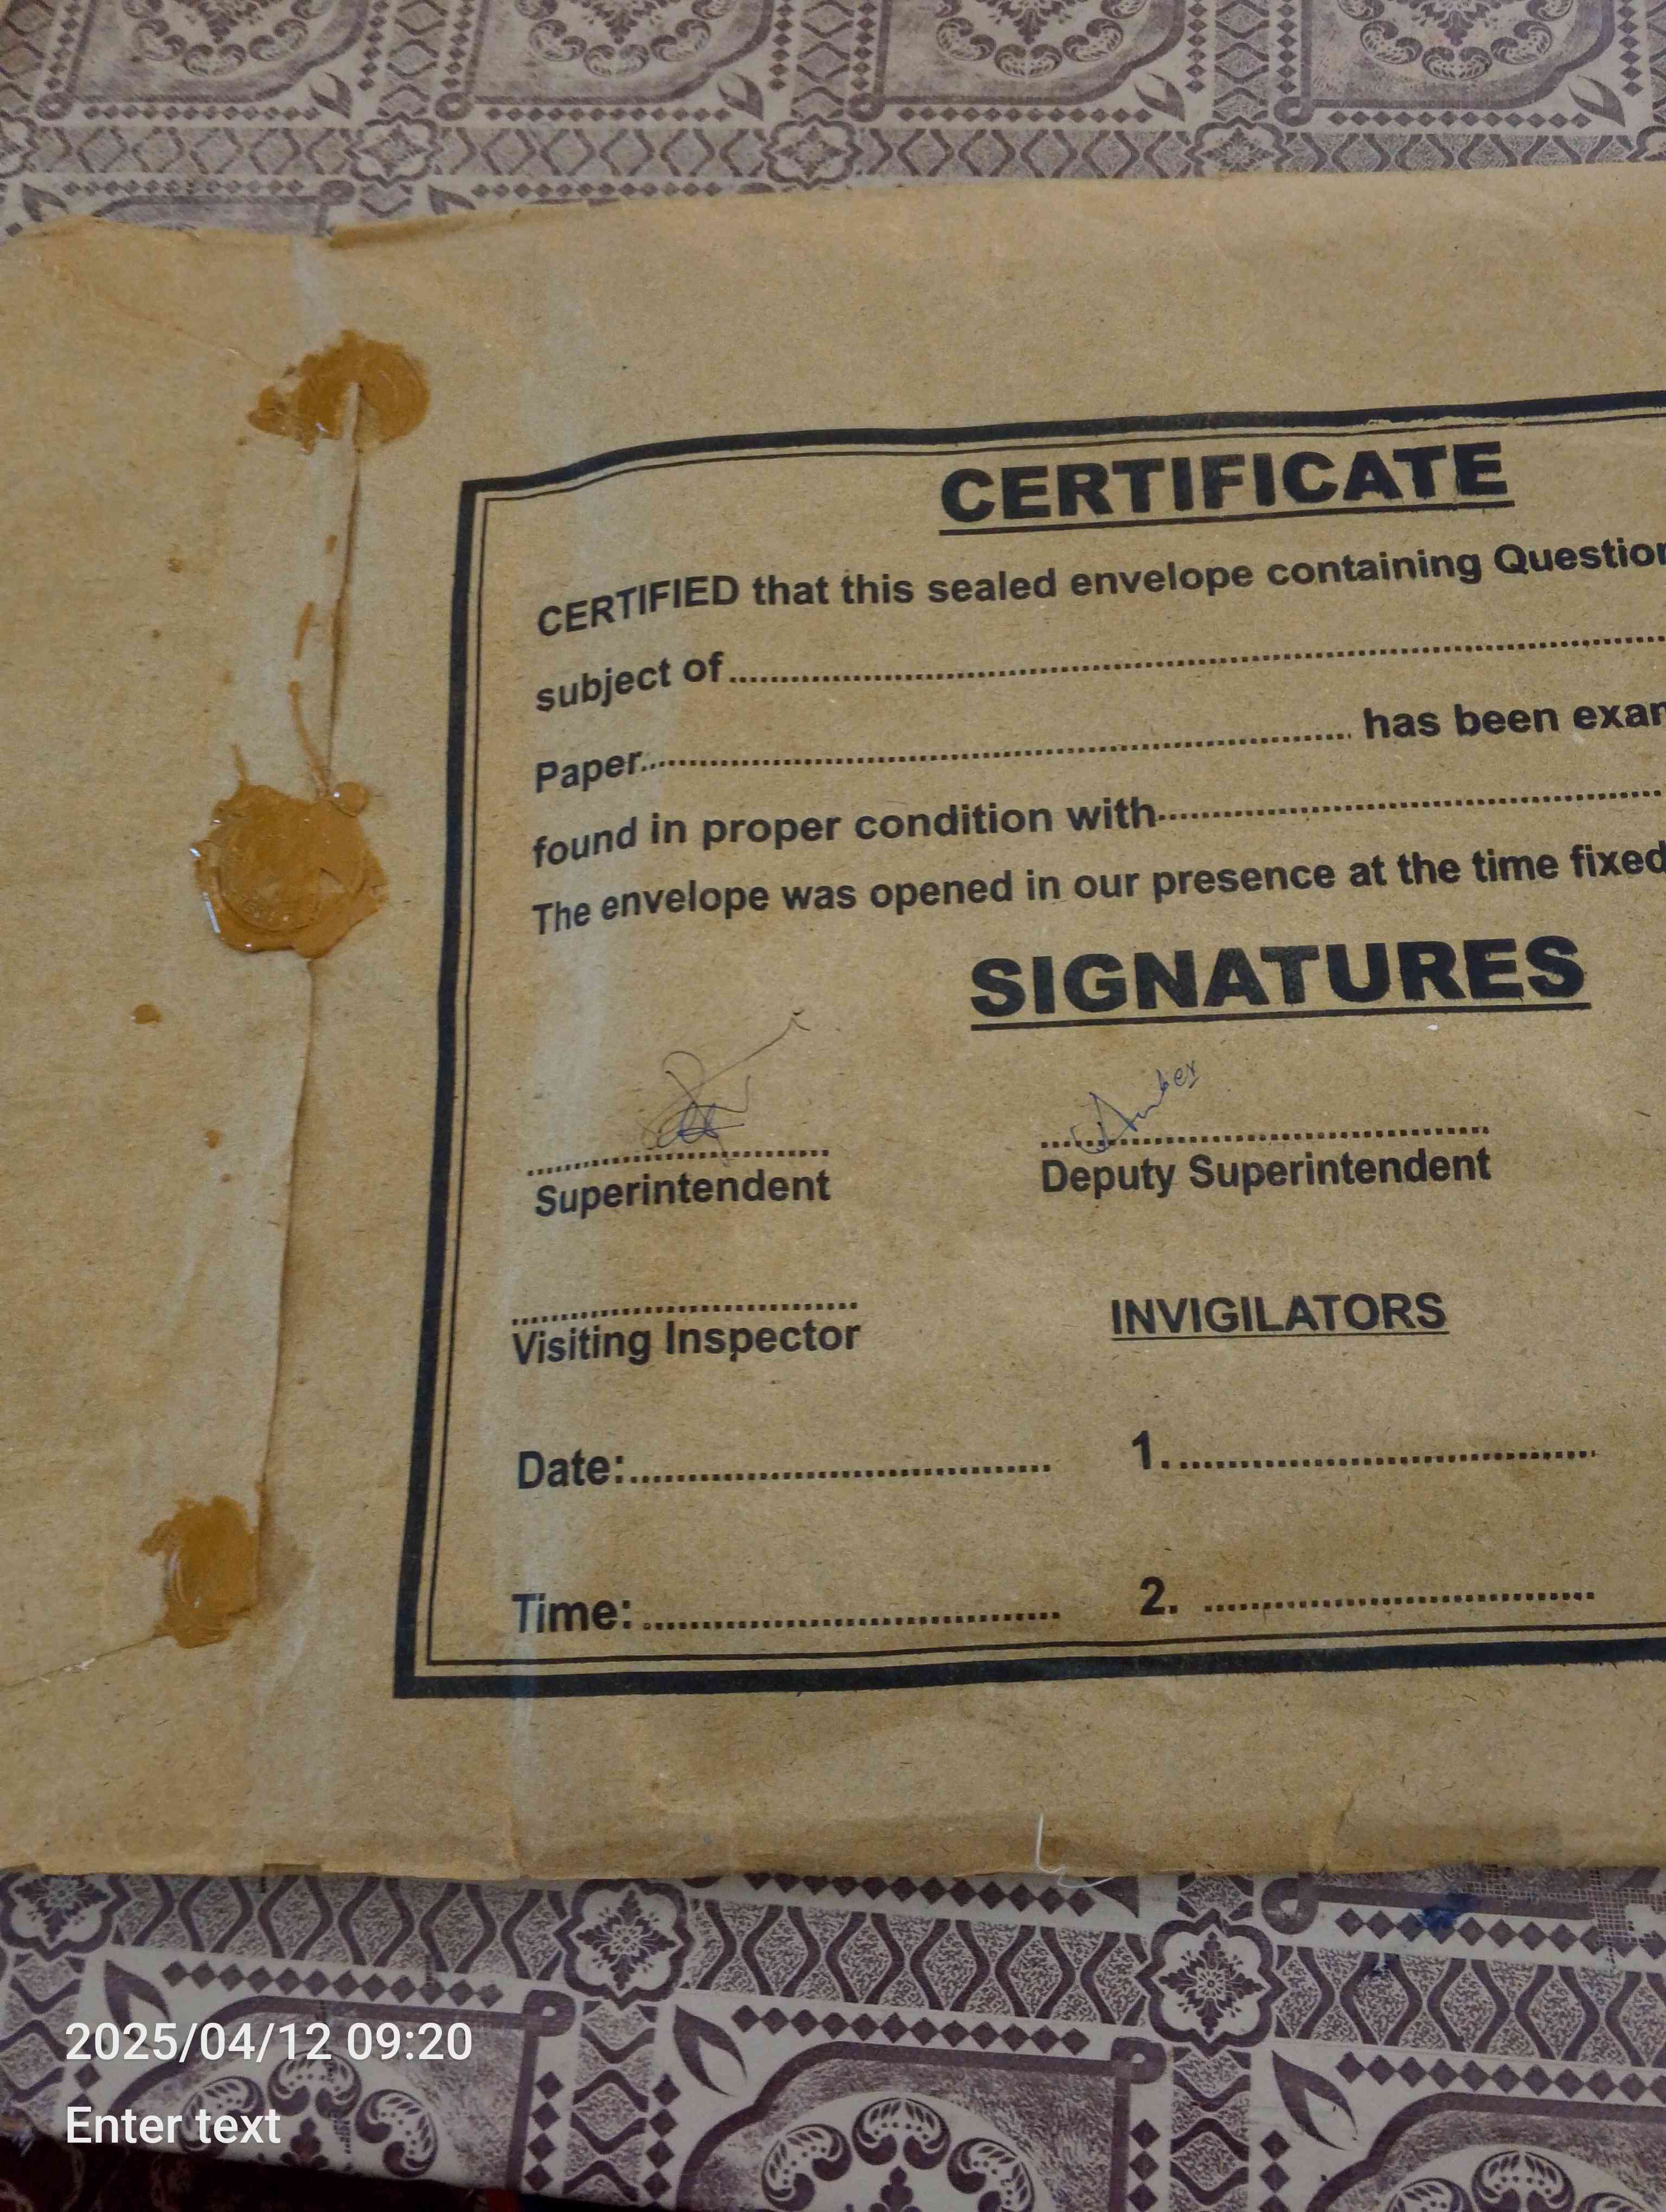 CERTIFICATE
CERTIFIED that this sealed envelope containing Question
subject of
Paper has been exam
found in proper condition with
The envelope was opened in our presence at the time fixed
SIGNATURES
Amber
Superintendent Deputy Superintendent
Visiting Inspector INVIGILATORS
Date: 1.
Time: 2.
2025/04/12 09:20
Enter text